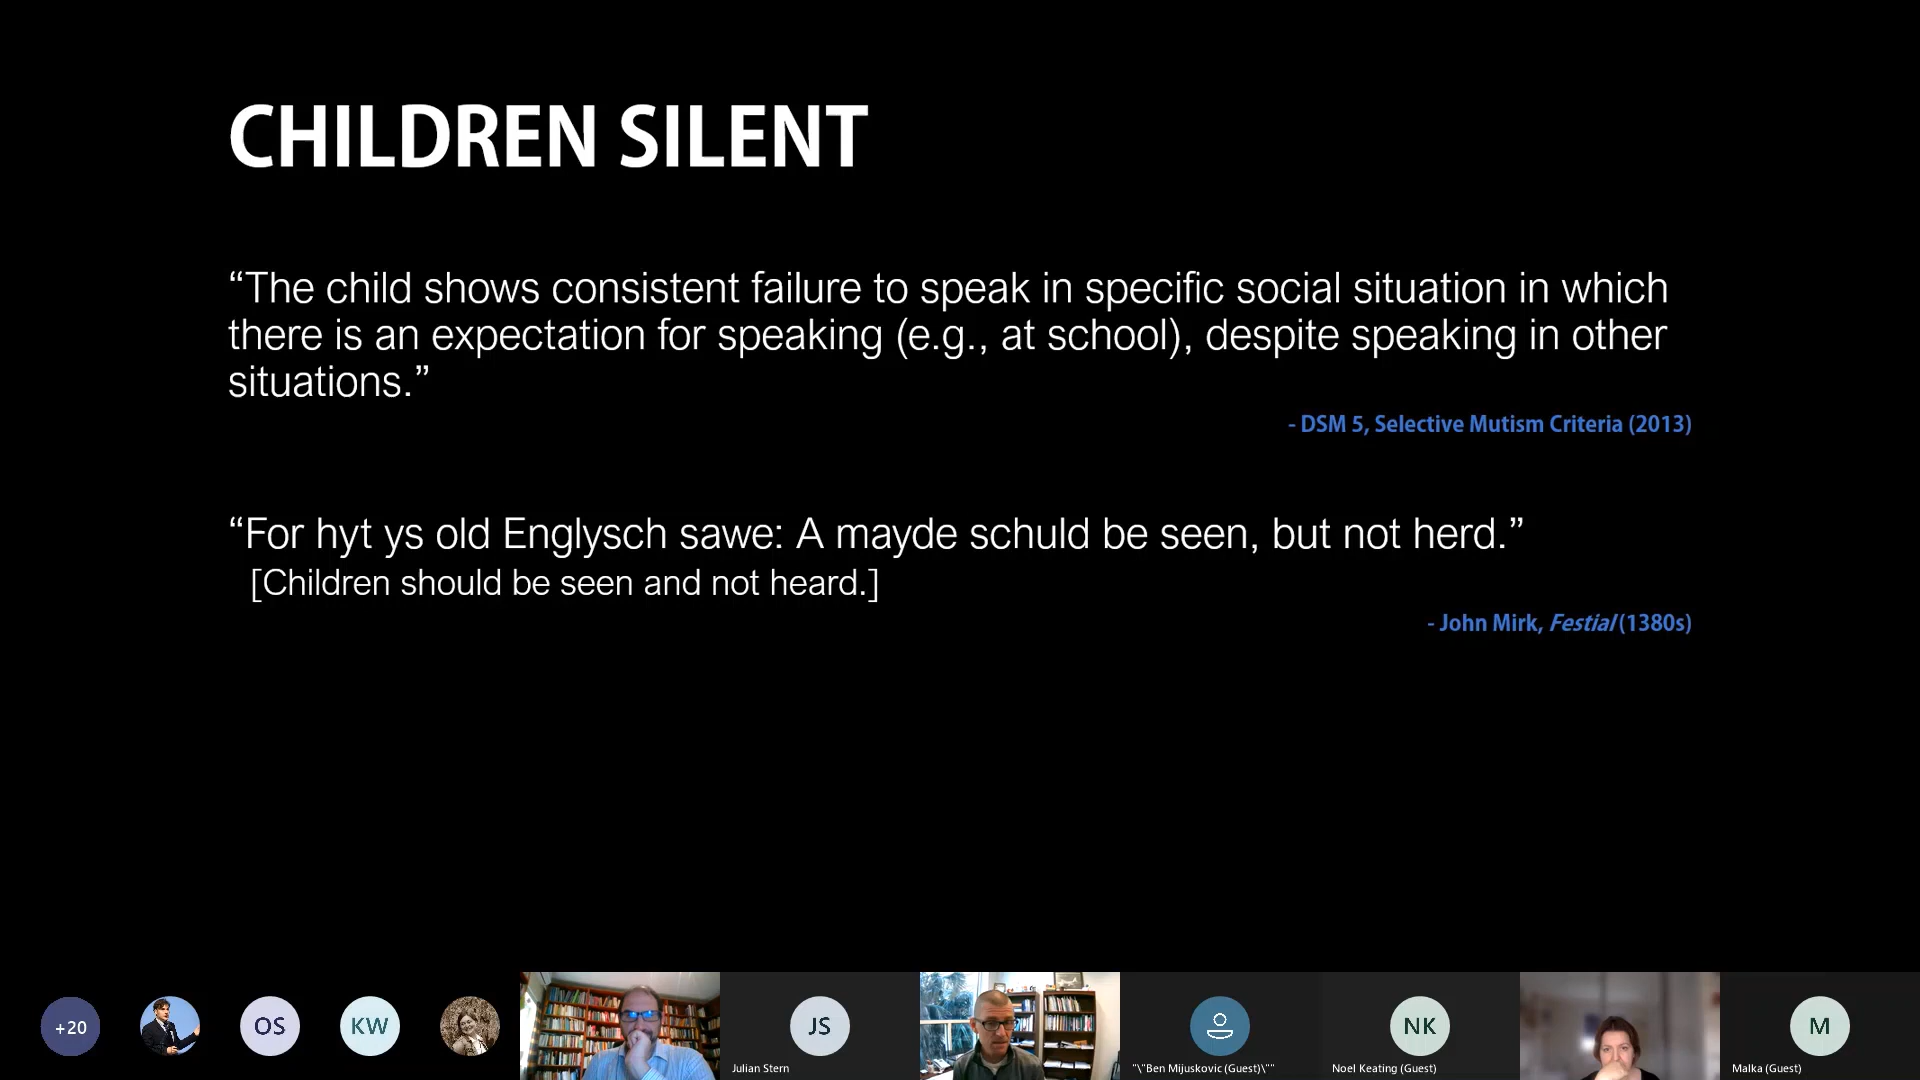 CHILDREN SILENT
“The child shows consistent failure to speak in specific social situation in which
there is an expectation for speaking (e.g., at school), despite speaking in other
situations.”
- DSM 5, Selective Mutism Criteria (2013)
“For hyt ys old Englysch sawe: A mayde schuld be seen, but not herd.”
[Children should be seen and not heard.]
- John Mirk, Festial (1380s)
+20
OS
KW
JS
Julian Stern
"\"Ben Mijuskovic (Guest)\""
NK
Noel Keating (Guest)
M
Malka (Guest)